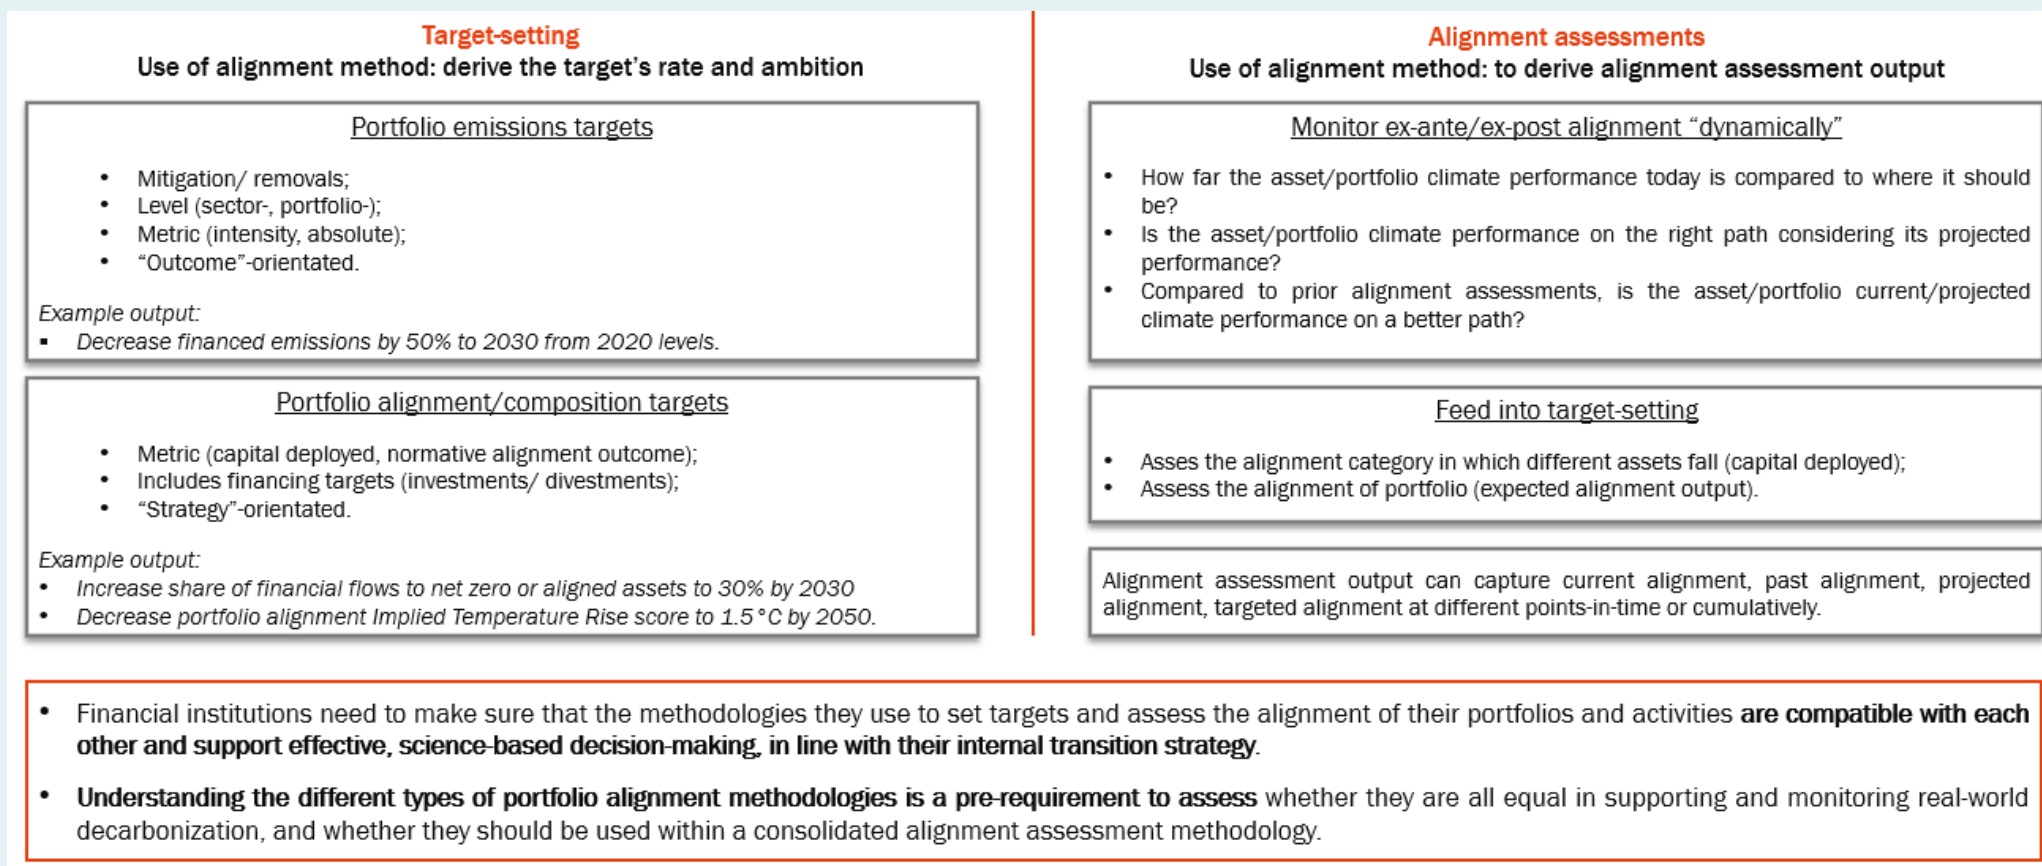 Target-setting
Use of alignment method: derive the target's rate and ambition
Portfolio emissions targets
• Mitigation/ removals;
• Level (sector-, portfolio-);
• Metric (intensity, absolute);
• “Outcome”-orientated.
Example output:
▪ Decrease financed emissions by 50% to 2030 from 2020 levels.
Portfolio alignment/composition targets
• Metric (capital deployed, normative alignment outcome);
• Includes financing targets (investments/ divestments);
• “Strategy”-orientated.
Example output:
• Increase share of financial flows to net zero or aligned assets to 30% by 2030
• Decrease portfolio alignment Implied Temperature Rise score to 1.5°C by 2050.
Alignment assessments
Use of alignment method: to derive alignment assessment output
Monitor ex-ante/ex-post alignment “dynamically”
• How far the asset/portfolio climate performance today is compared to where it should
be?
• Is the asset/portfolio climate performance on the right path considering its projected
performance?
• Compared to prior alignment assessments, is the asset/portfolio current/projected
climate performance on a better path?
Feed into target-setting
• Asses the alignment category in which different assets fall (capital deployed);
• Assess the alignment of portfolio (expected alignment output).
Alignment assessment output can capture current alignment, past alignment, projected
alignment, targeted alignment at different points-in-time or cumulatively.
• Financial institutions need to make sure that the methodologies they use to set targets and assess the alignment of their portfolios and activities are compatible with each
other and support effective, science-based decision-making, in line with their internal transition strategy.
• Understanding the different types of portfolio alignment methodologies is a pre-requirement to assess whether they are all equal in supporting and monitoring real-world
decarbonization, and whether they should be used within a consolidated alignment assessment methodology.